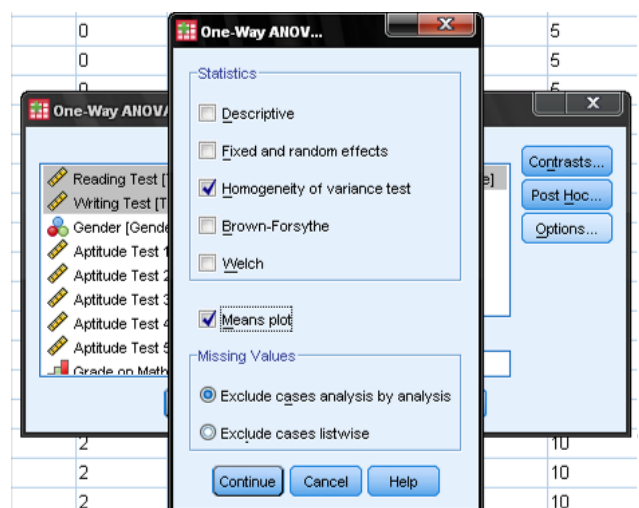 0 5
0 5
0 5
One-Way ANOV...
X
Statistics
Descriptive
Fixed and random effects
Homogeneity of variance test
Brown-Forsythe
Welch
Means plot
Missing Values
Exclude cases analysis by analysis
Exclude cases listwise
Continue Cancel Help
One-Way ANOVA
X
Reading Test [T
Writing Test [T
Gender [Gende
Aptitude Test 1
Aptitude Test 2
Aptitude Test 3
Aptitude Test 4
Aptitude Test 5
Grade on Math
e]
Contrasts...
Post Hoc...
Options...
2 10
2 10
2 10